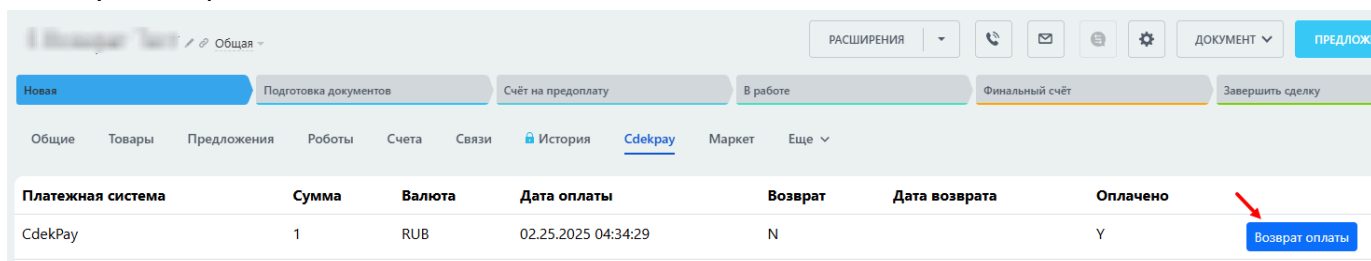 Общая
РАСШИРЕНИЯ ДОКУМЕНТ ПРЕДЛОЖ
Новая Подготовка документов Счёт на предоплату В работе Финальный счёт Завершить сделку
Общие Товары Предложения Роботы Счета Связи История Cdekpay Маркет Еще
Платежная система Сумма Валюта Дата оплаты Возврат Дата возврата Оплачено
CdekPay 1 RUB 02.25.2025 04:34:29 N Y Возврат оплаты